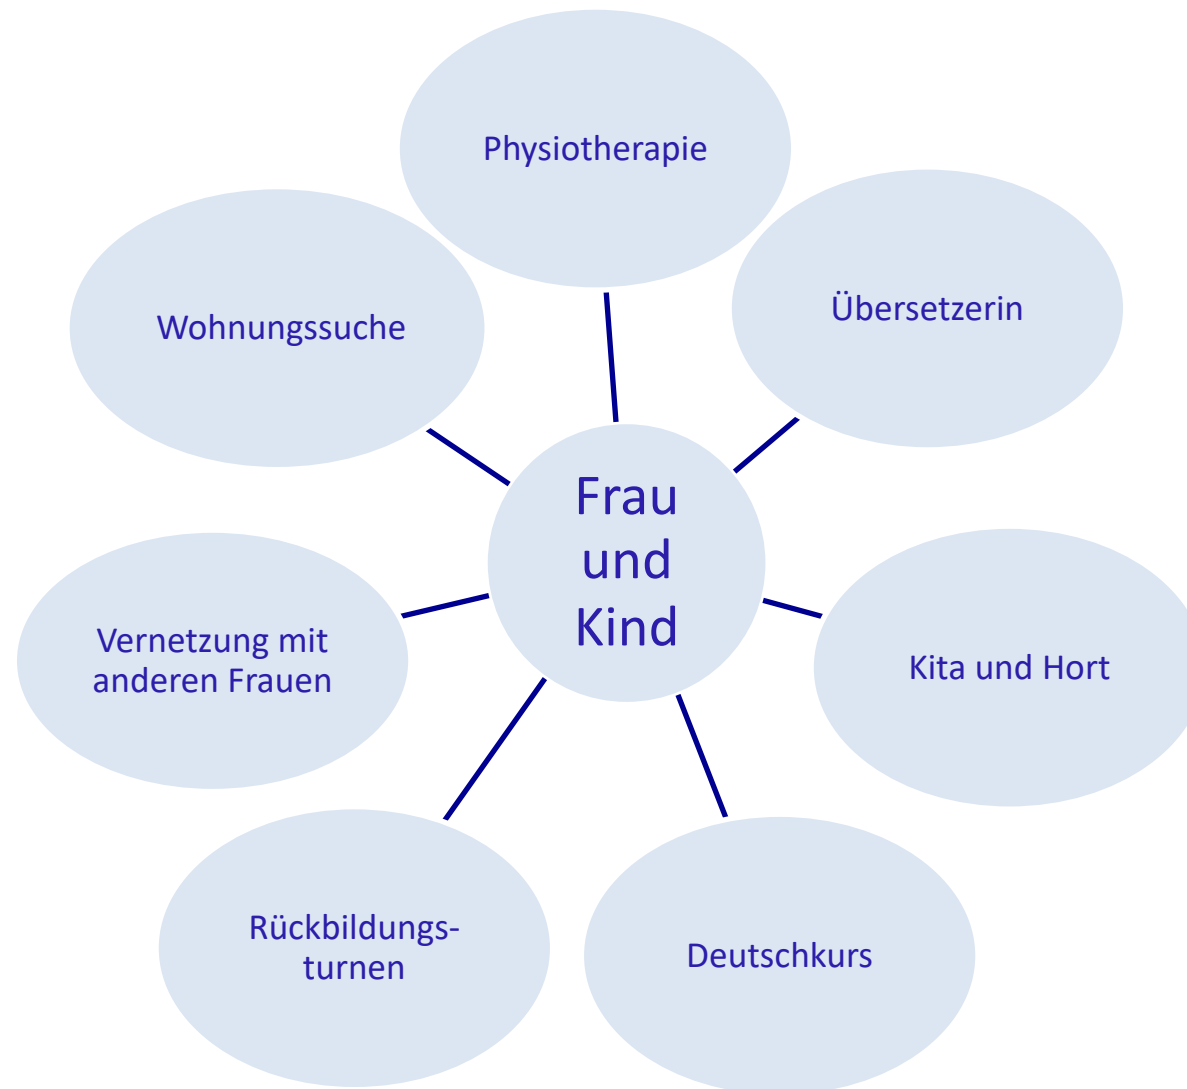 Physiotherapie
Übersetzerin
Wohnungssuche
Frau
und
Kind
Vernetzung mit
anderen Frauen
Kita und Hort
Rückbildungs-
turnen
Deutschkurs